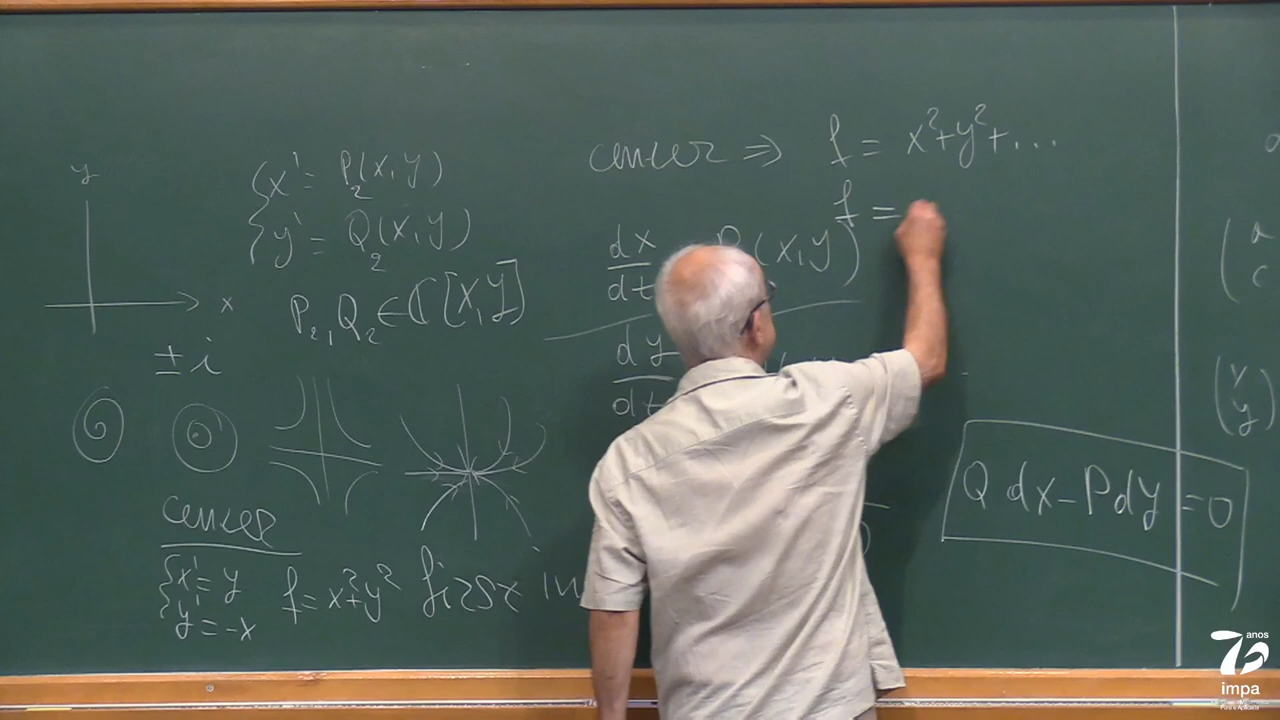 y
x
{x' = P₂(x,y)
{y' = Q₂(x,y)
P₂, Q₂ ∈ ℂ[x,y]
± i
center
{x' = y
{y' = -x
f = x²+y² first in
center ⇒ f = x²+y²+...
f =
dx/dt P (x,y)
dy/dt
Q dx - P dy = 0
a
c
x
y
anos
impa